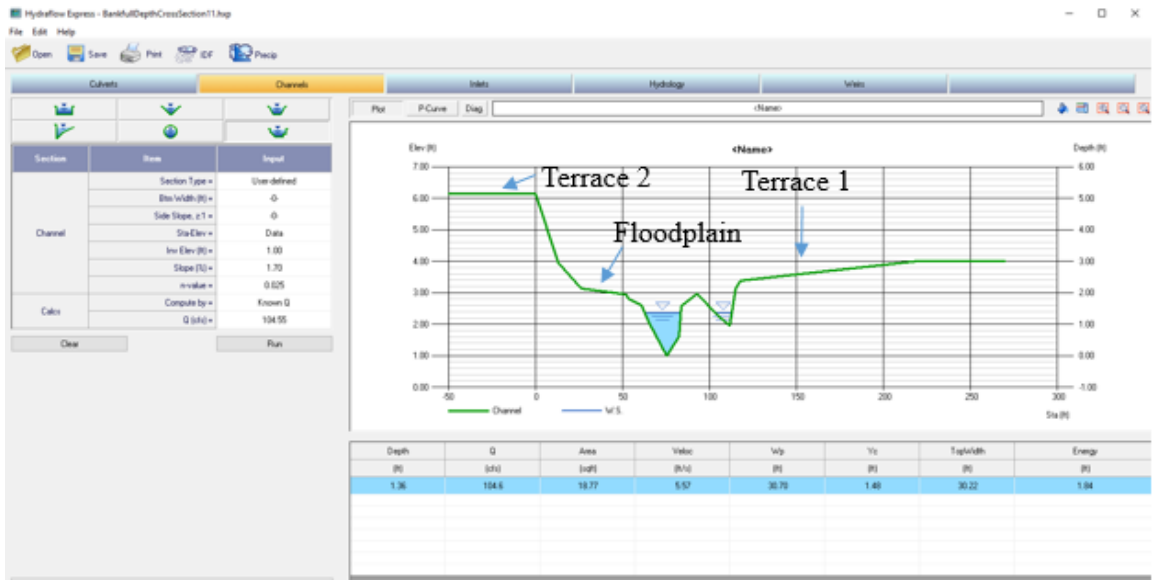 Hydraflow Express - BankfullDepthCrossSection11.hxp
File Edit Help
Open Save Print IDF Precip
Culverts Channels Inlets Hydrology Weirs
Plot P-Curve Diag <Name>
Section Item Input
Channel
Section Type = User-defined
Btm Width (ft) = -0-
Side Slope, z:1 = -0-
Sta-Elev = Data
Inv Elev (ft) = 1.00
Slope (%) = 1.70
n-value = 0.025
Calcs
Compute by = Known Q
Q (cfs) = 104.55
Clear Run
Elev (ft) <Name> Depth (ft)
7.00 6.00
Terrace 2 Terrace 1
6.00 5.00
Floodplain
5.00 4.00
4.00 3.00
3.00 2.00
2.00 1.00
1.00 0.00
0.00 -1.00
-50 0 50 100 150 200 250 300
Channel W.S. Sta (ft)
Depth Q Area Veloc Wp Yc TopWidth Energy
(ft) (cfs) (sqft) (ft/s) (ft) (ft) (ft) (ft)
1.36 104.6 18.77 5.57 30.70 1.48 30.22 1.84